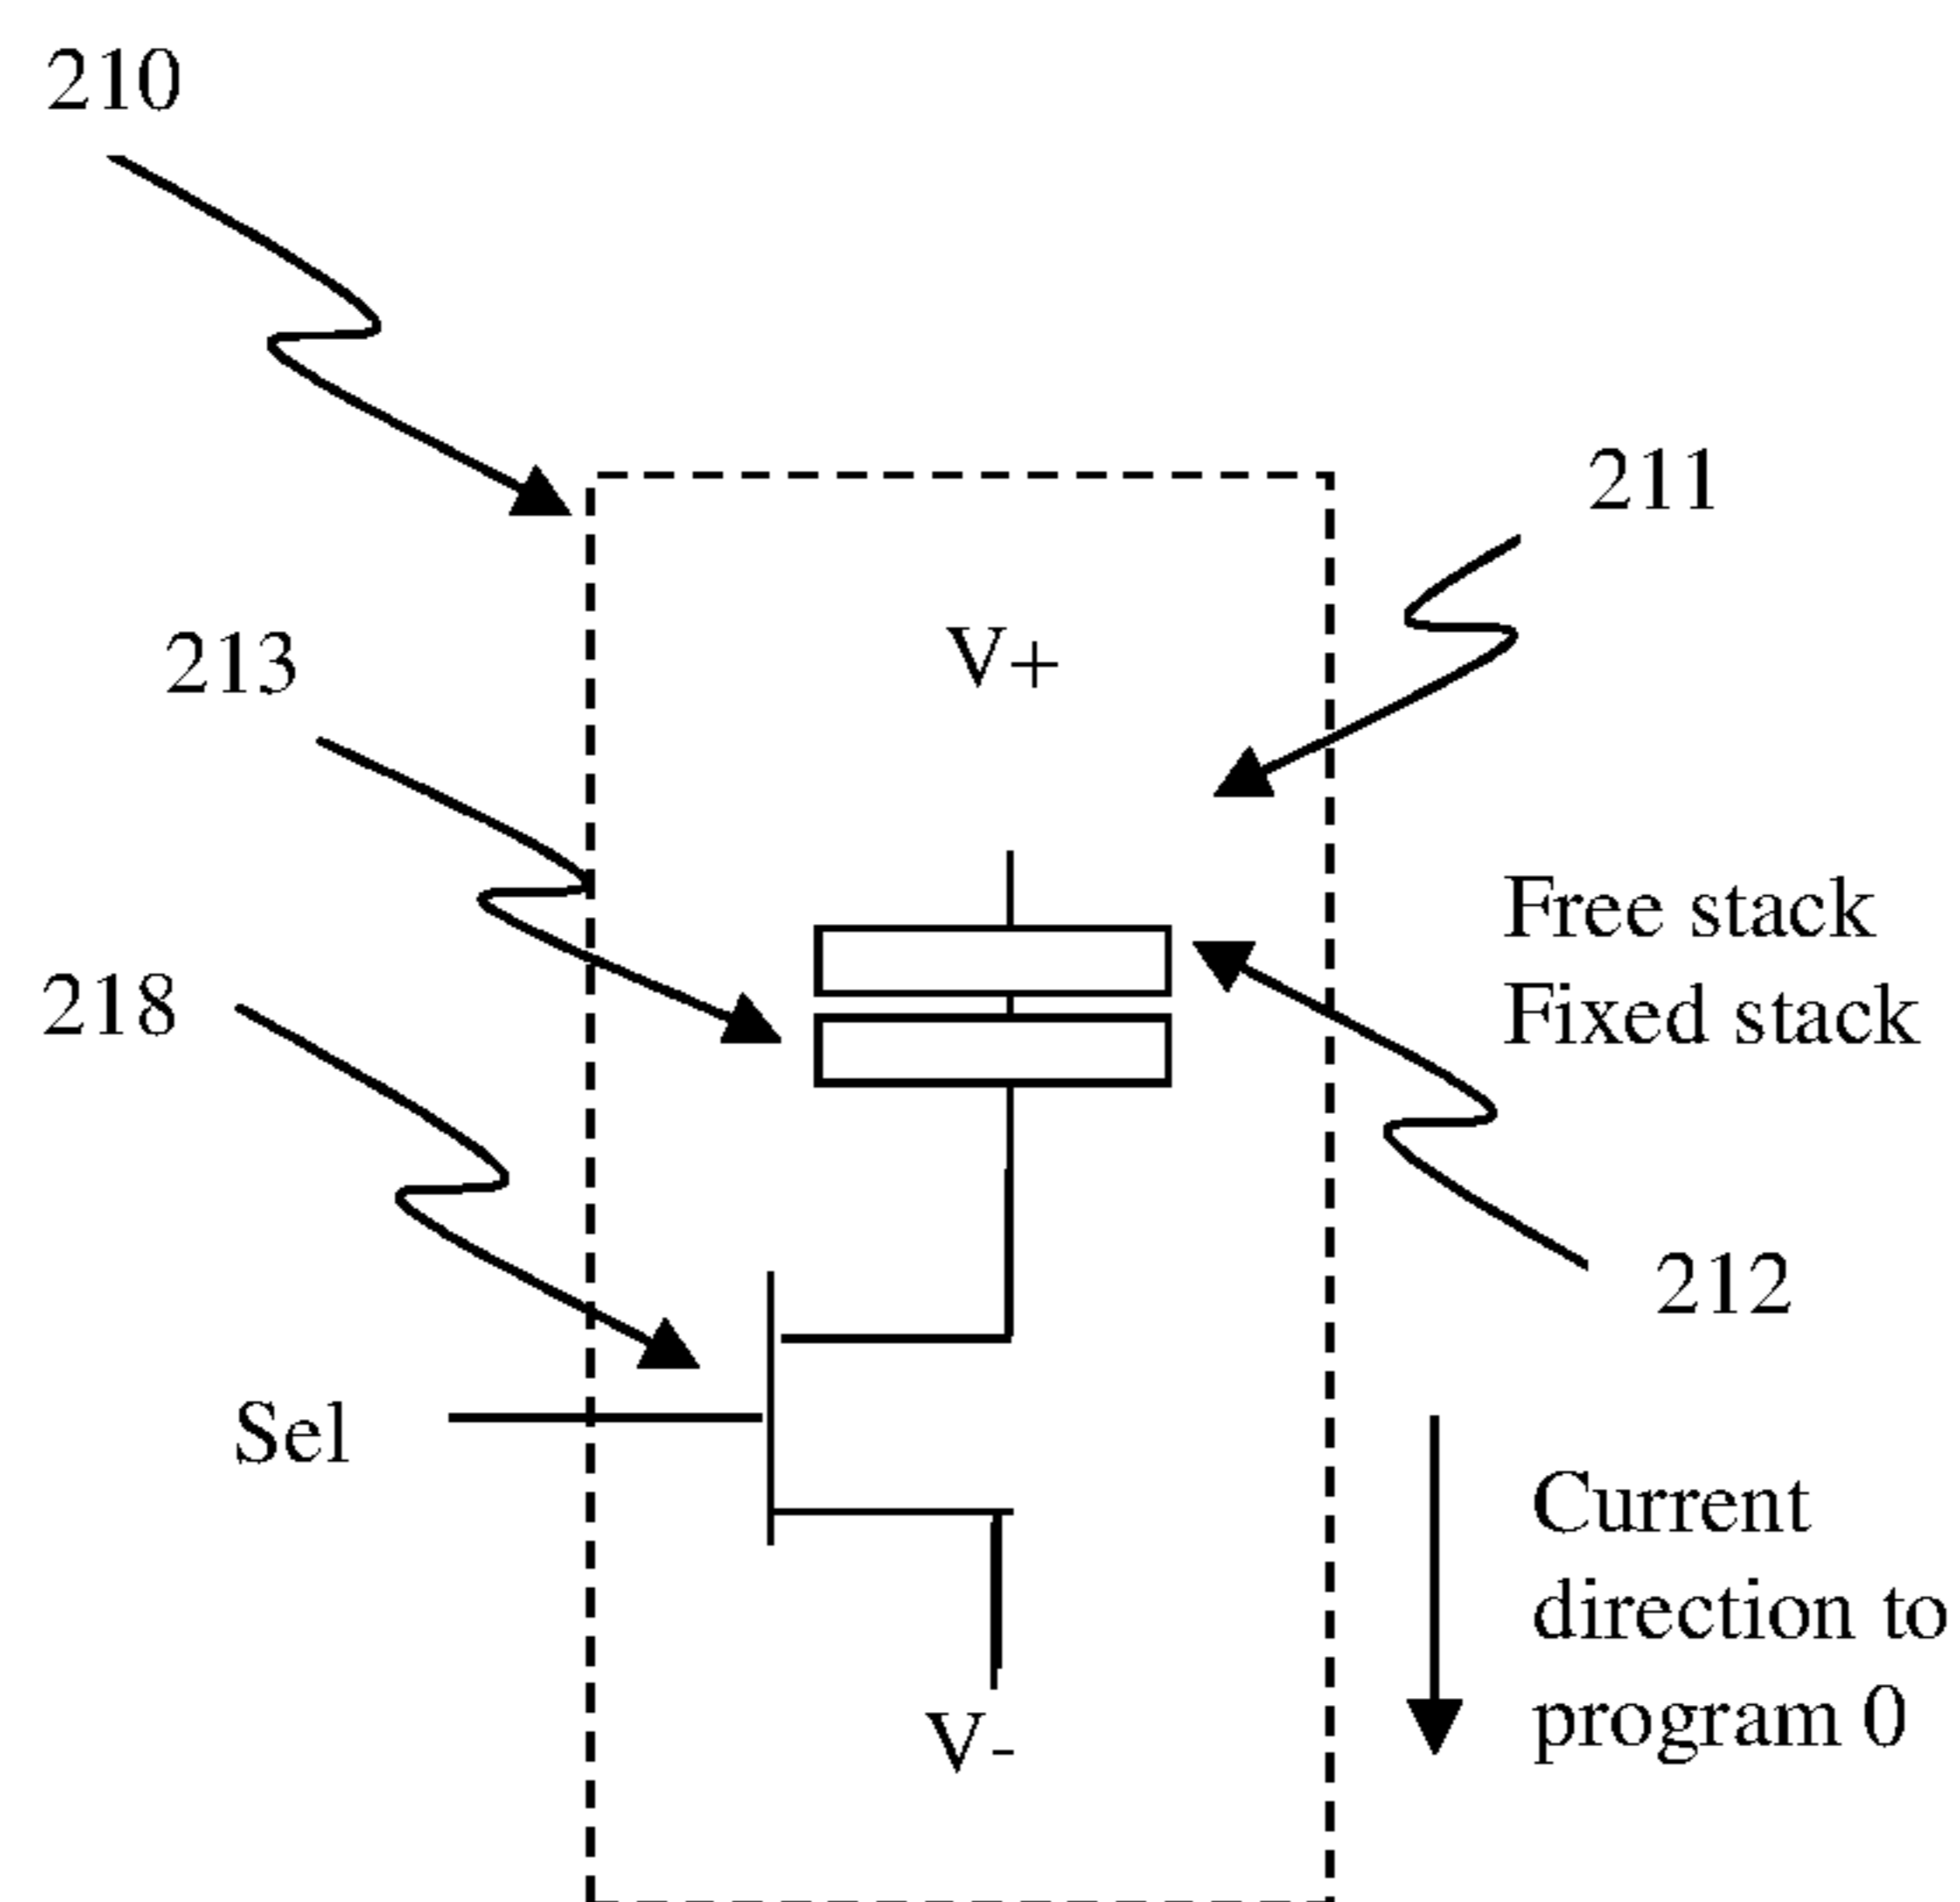 210
211
213
V+
Free stack
Fixed stack
218
212
Sel
Current
direction to
program 0
V-